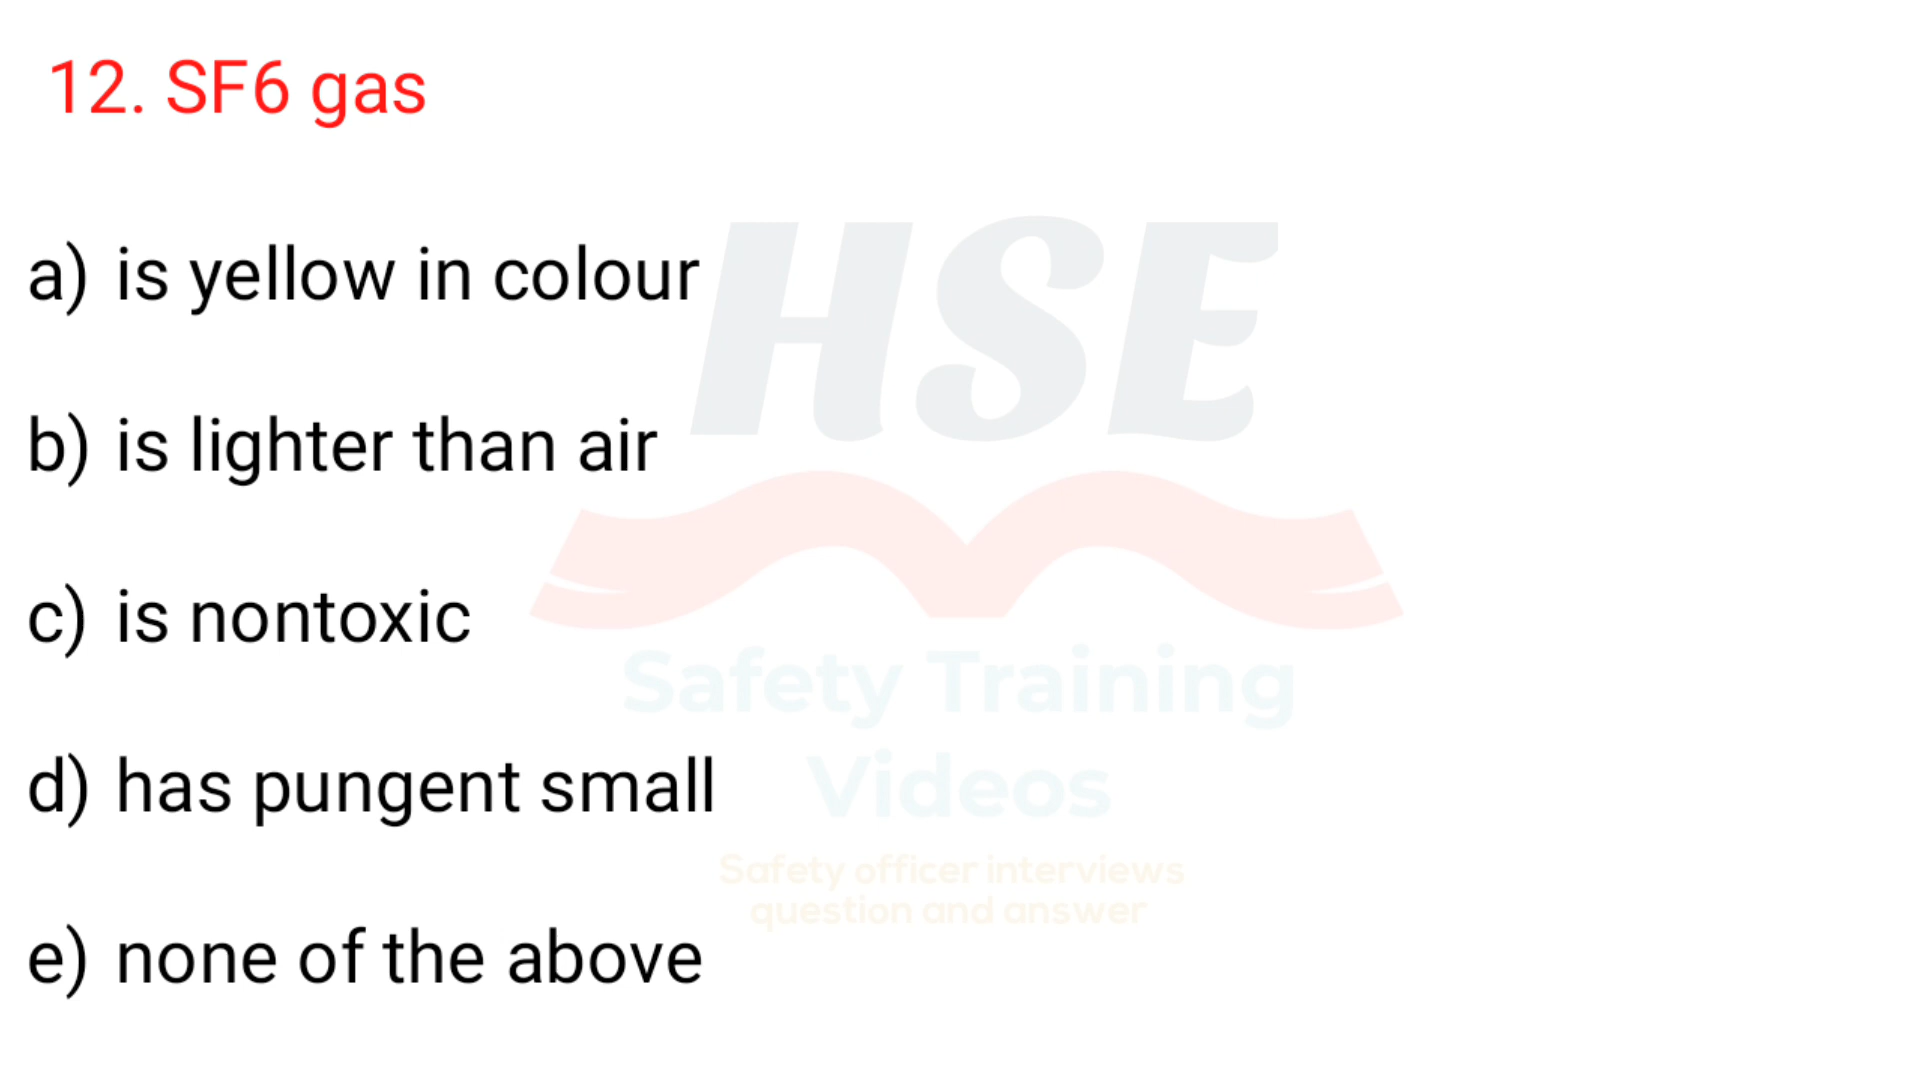 12. SF6 gas
a) is yellow in colour
b) is lighter than air
c) is nontoxic
d) has pungent small
e) none of the above
HSE
Safety Training
Videos
Safety officer interviews
question and answer